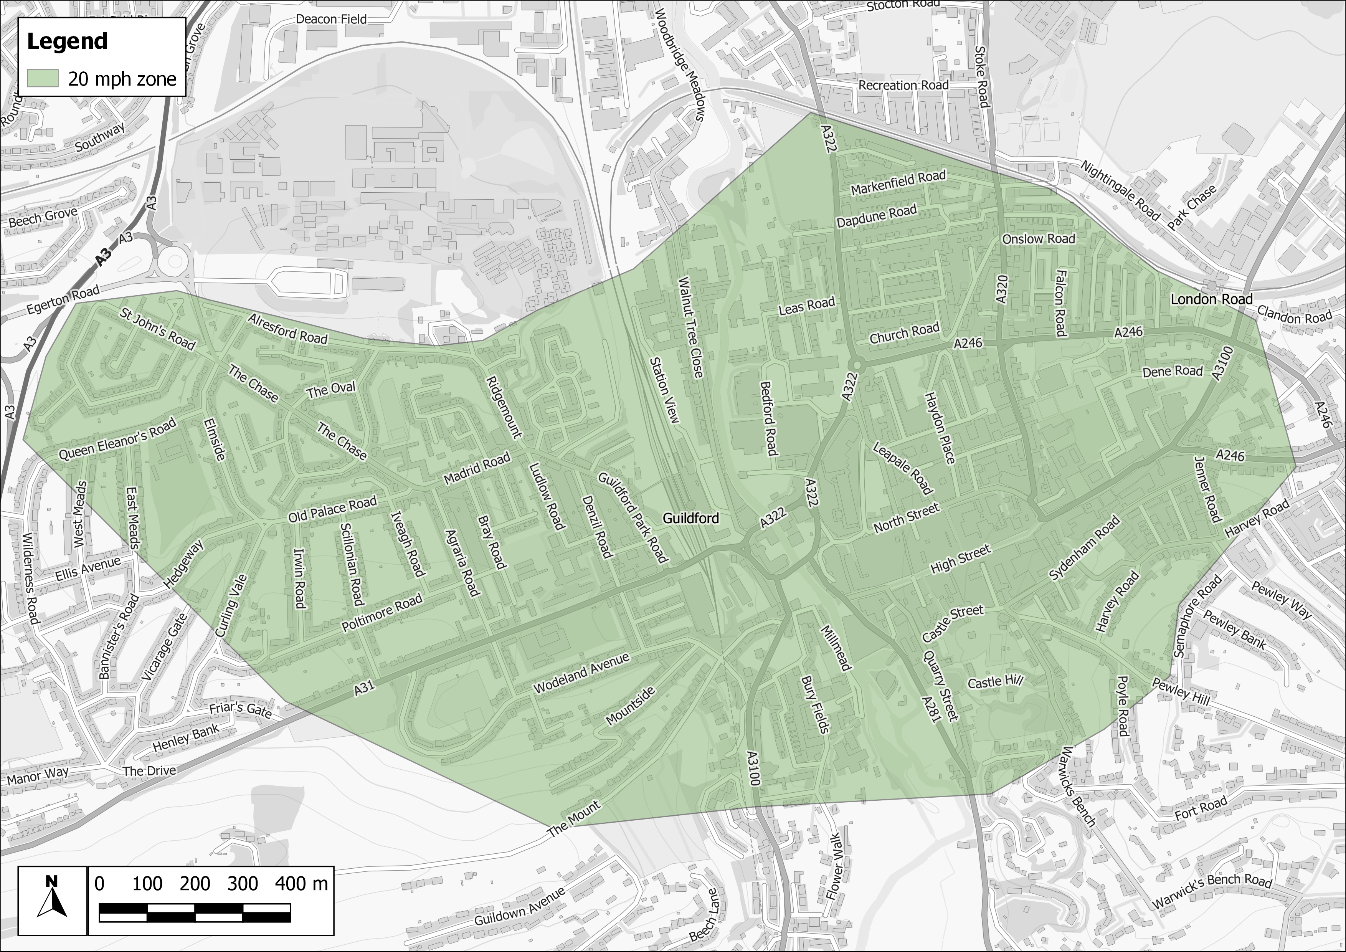 Deacon Field
Stocton Road
Woodbridge Meadows
Stoke Road
Legend
20 mph zone
Recreation Road
Southway
A322
Nightingale Road
Park Chase
Markenfield Road
Dapdune Road
Beech Grove
A3
A3
A3
Onslow Road
Egerton Road
A320
Falcon Road
London Road
Clandon Road
St John's Road
Alresford Road
Walnut Tree Close
Leas Road
Church Road
A246
A246
A3
Dene Road
A3100
The Chase
The Oval
Ridgemount
Station View
Bedford Road
A322
Haydon Place
A3
A246
Queen Eleanor's Road
Elmside
The Chase
Madrid Road
Leapale Road
A246
Jenner Road
West Meads
East Meads
Old Palace Road
Ludlow Road
Denzil Road
Guildford Park Road
Guildford
A322
A322
North Street
Harvey Road
Wilderness Road
Ellis Avenue
Hedgeway
Irwin Road
Scillonian Road
Iveagh Road
Agraria Road
Bray Road
High Street
Sydenham Road
Curling Vale
Poltimore Road
Castle Street
Harvey Road
Semaphore Road
Pewley Way
Pewley Bank
Bannister's Road
Vicarage Gate
A31
Wodeland Avenue
Mountside
Millmead
Bury Fields
Quarry Street
A281
Castle Hill
Poyle Road
Pewley Hill
Friar's Gate
Henley Bank
Manor Way
The Drive
A3100
Warwicks Bench
Fort Road
The Mount
Flower Walk
Guildown Avenue
Beech Lane
Warwick's Bench Road
N
0 100 200 300 400 m